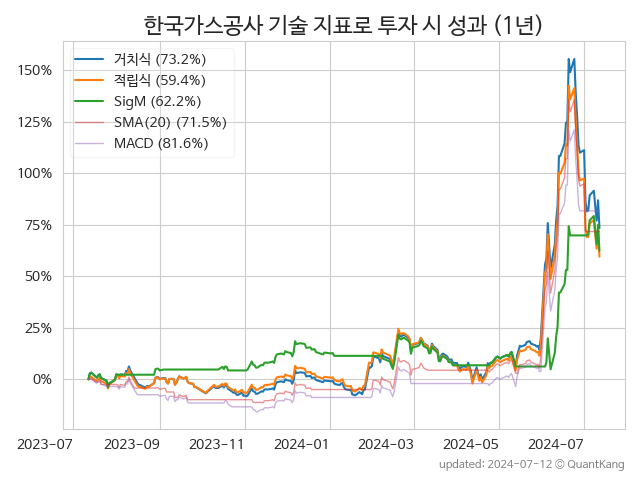 한국가스공사 기술 지표로 투자 시 성과 (1년)
150%
125%
100%
75%
50%
25%
0%
거치식 (73.2%)
적립식 (59.4%)
SigM (62.2%)
SMA(20) (71.5%)
MACD (81.6%)
2023-07 2023-09 2023-11 2024-01 2024-03 2024-05 2024-07
updated: 2024-07-12 © QuantKang